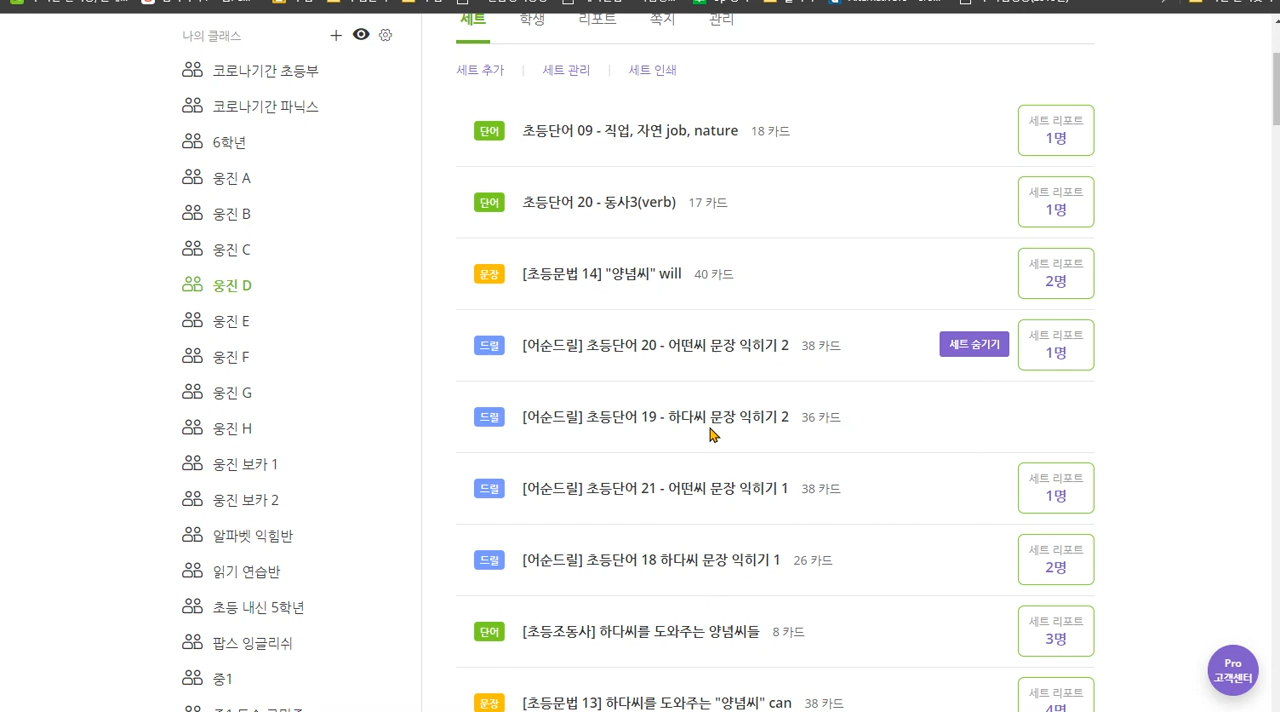 세트
학생
리포트
쪽지
관리
나의 클래스
세트 추가 | 세트 관리 | 세트 인쇄
코로나기간 초등부
코로나기간 파닉스
6학년
웅진 A
웅진 B
웅진 C
웅진 D
웅진 E
웅진 F
웅진 G
웅진 H
웅진 보카 1
웅진 보카 2
알파벳 익힘반
읽기 연습반
초등 내신 5학년
팝스 잉글리쉬
중1
단어 초등단어 09 - 직업, 자연 job, nature 18 카드
세트 리포트
1명
단어 초등단어 20 - 동사3(verb) 17 카드
세트 리포트
1명
문장 [초등문법 14] "양념씨" will 40 카드
세트 리포트
2명
드릴 [어순드릴] 초등단어 20 - 어떤씨 문장 익히기 2 38 카드
세트 숨기기
세트 리포트
1명
드릴 [어순드릴] 초등단어 19 - 하다씨 문장 익히기 2 36 카드
드릴 [어순드릴] 초등단어 21 - 어떤씨 문장 익히기 1 38 카드
세트 리포트
1명
드릴 [어순드릴] 초등단어 18 하다씨 문장 익히기 1 26 카드
세트 리포트
2명
단어 [초등조동사] 하다씨를 도와주는 양념씨들 8 카드
세트 리포트
3명
문장 [초등문법 13] 하다씨를 도와주는 "양념씨" can 38 카드
세트 리포트
4명
Pro
고객센터